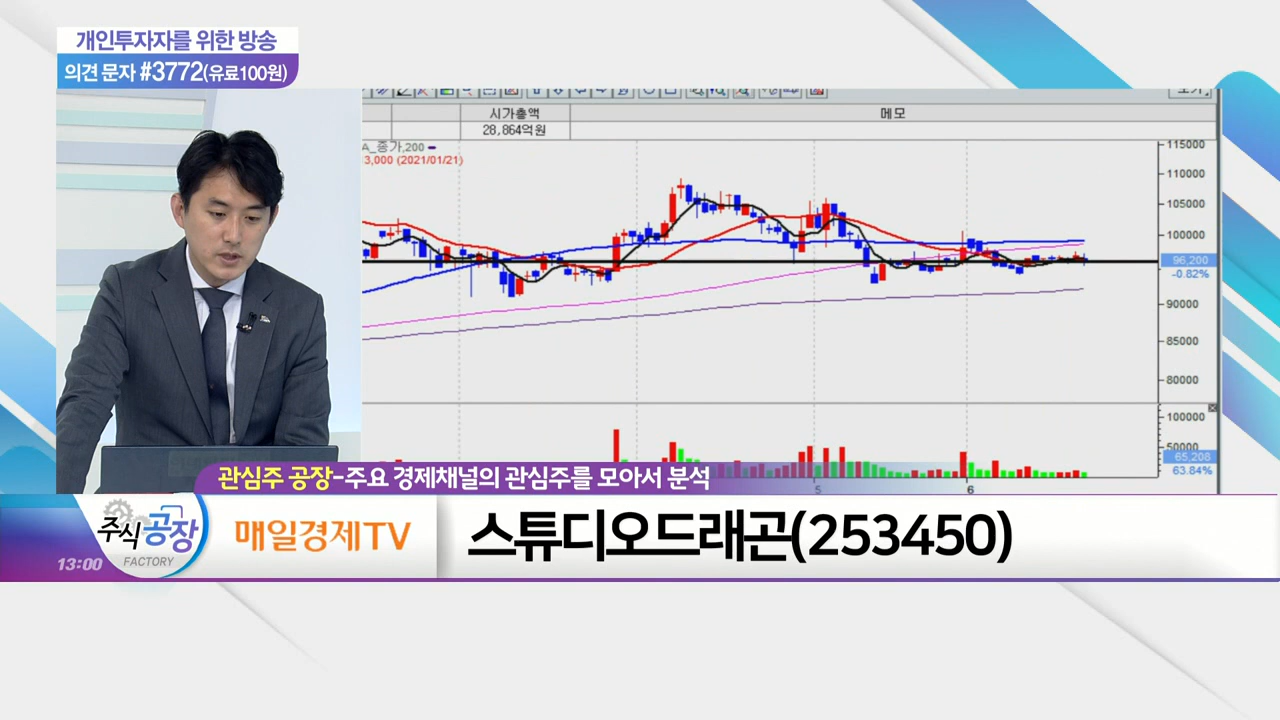 개인투자자를 위한 방송
의견 문자 #3772(유료100원)
시가총액
메모
28,864억원
A_종가,200
3,000 (2021/01/21)
115000
110000
105000
100000
96,200
-0.82%
90000
85000
80000
100000
50000
65,208
63.84%
5
6
관심주 공장-주요 경제채널의 관심주를 모아서 분석
주식공장
FACTORY
13:00
매일경제TV
스튜디오드래곤(253450)